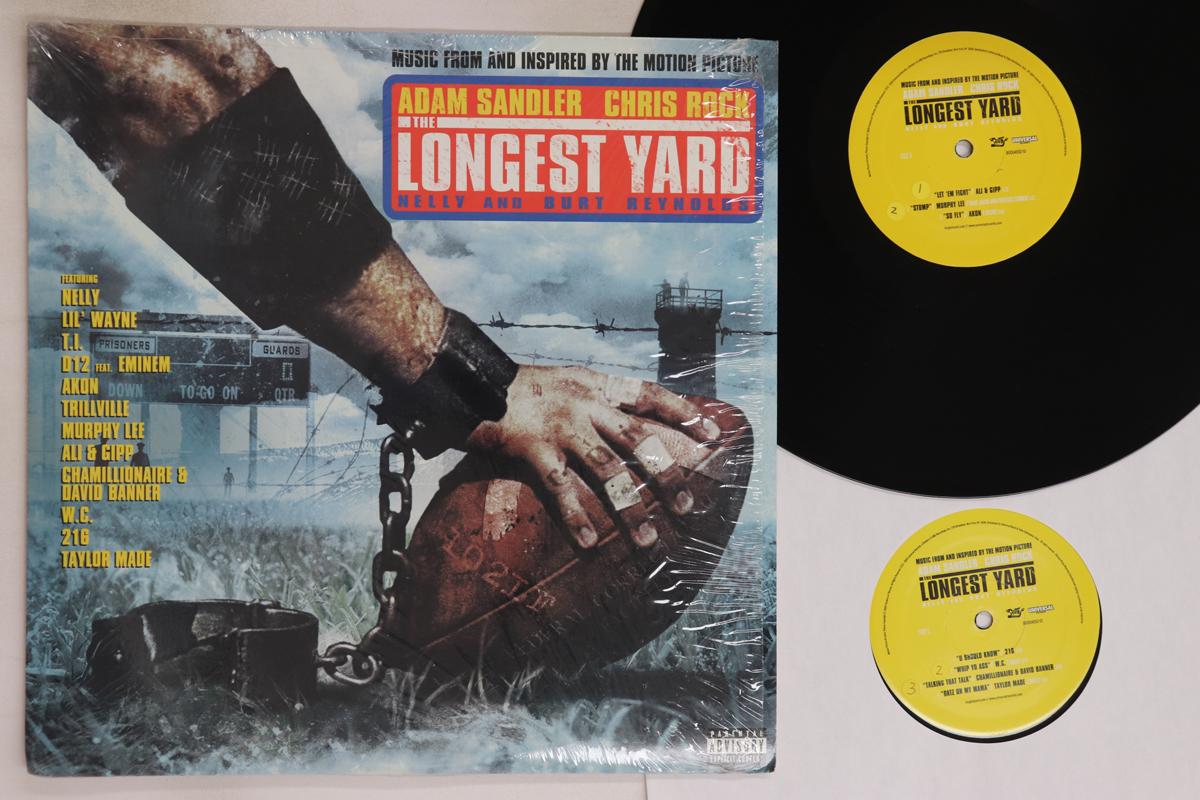 MUSIC FROM AND INSPIRED BY THE MOTION PICTURE
ADAM SANDLER CHRIS ROCK
THE
LONGEST YARD
NELLY AND BURT REYNOLDS
FEATURING
NELLY
LIL' WAYNE
T.I.
D12 FEAT. EMINEM
AKON
TRILLVILLE
MURPHY LEE
ALI & GIPP
CHAMILLIONAIRE &
DAVID BANNER
W.C.
216
TAYLOR MADE
PRISONERS
GUARDS
DOWN TO-GO ON QTR
PARENTAL
ADVISORY
EXPLICIT CONTENT
MUSIC FROM AND INSPIRED BY THE MOTION PICTURE
ADAM SANDLER CHRIS ROCK
THE
LONGEST YARD
NELLY AND BURT REYNOLDS
UNIVERSAL
1
"LET 'EM FIGHT" ALI & GIPP
2 "STOMP" MURPHY LEE
"SO FLY" AKON
MUSIC FROM AND INSPIRED BY THE MOTION PICTURE
ADAM SANDLER CHRIS ROCK
THE
LONGEST YARD
NELLY AND BURT REYNOLDS
UNIVERSAL
"U SHOULD KNOW" 216
2 "WHIP YO ASS" W.C.
3 "TALKING THAT TALK" CHAMILLIONAIRE & DAVID BANNER
"DATZ ON MY MAMA" TAYLOR MADE